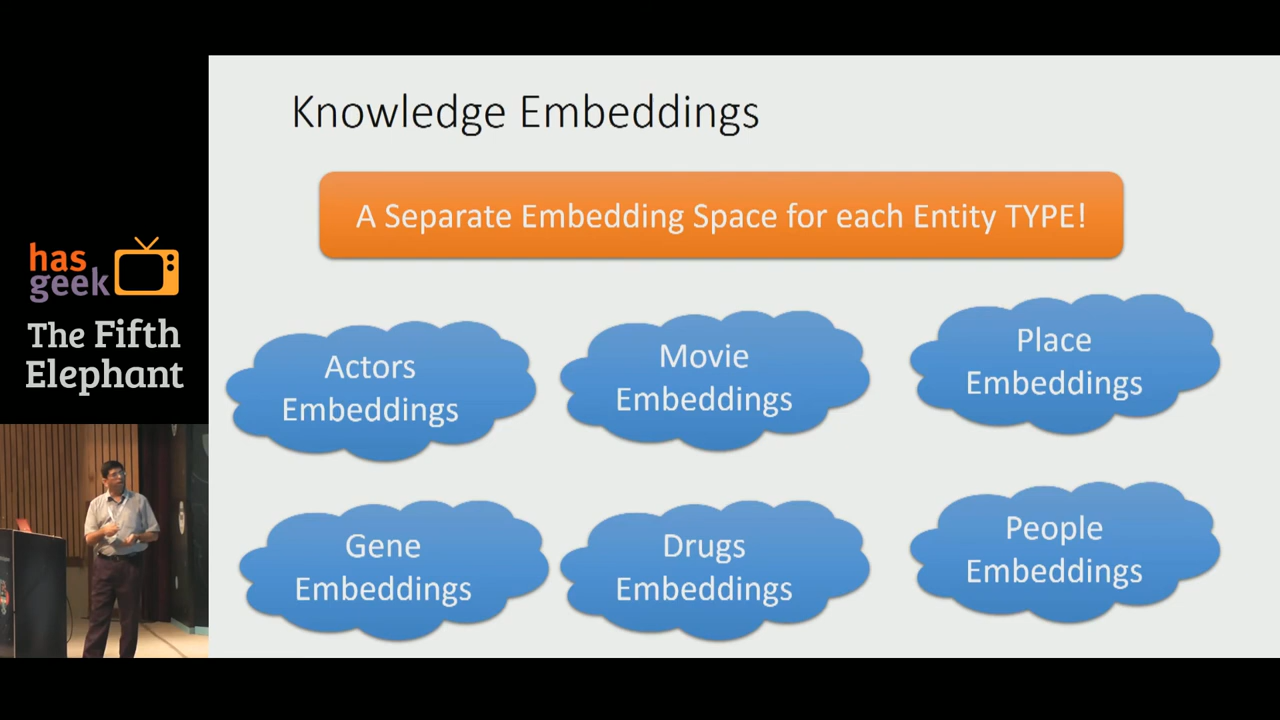 Knowledge Embeddings
A Separate Embedding Space for each Entity TYPE!
has
geek
The Fifth
Elephant
Actors
Embeddings
Movie
Embeddings
Place
Embeddings
Gene
Embeddings
Drugs
Embeddings
People
Embeddings